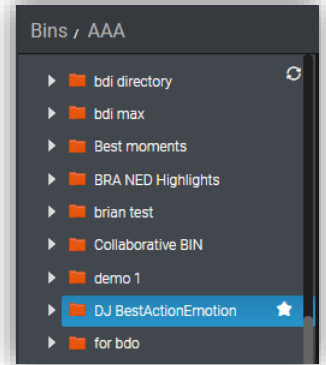 Bins / AAA
bdi directory
bdi max
Best moments
BRA NED Highlights
brian test
Collaborative BIN
demo 1
DJ BestActionEmotion
for bdo